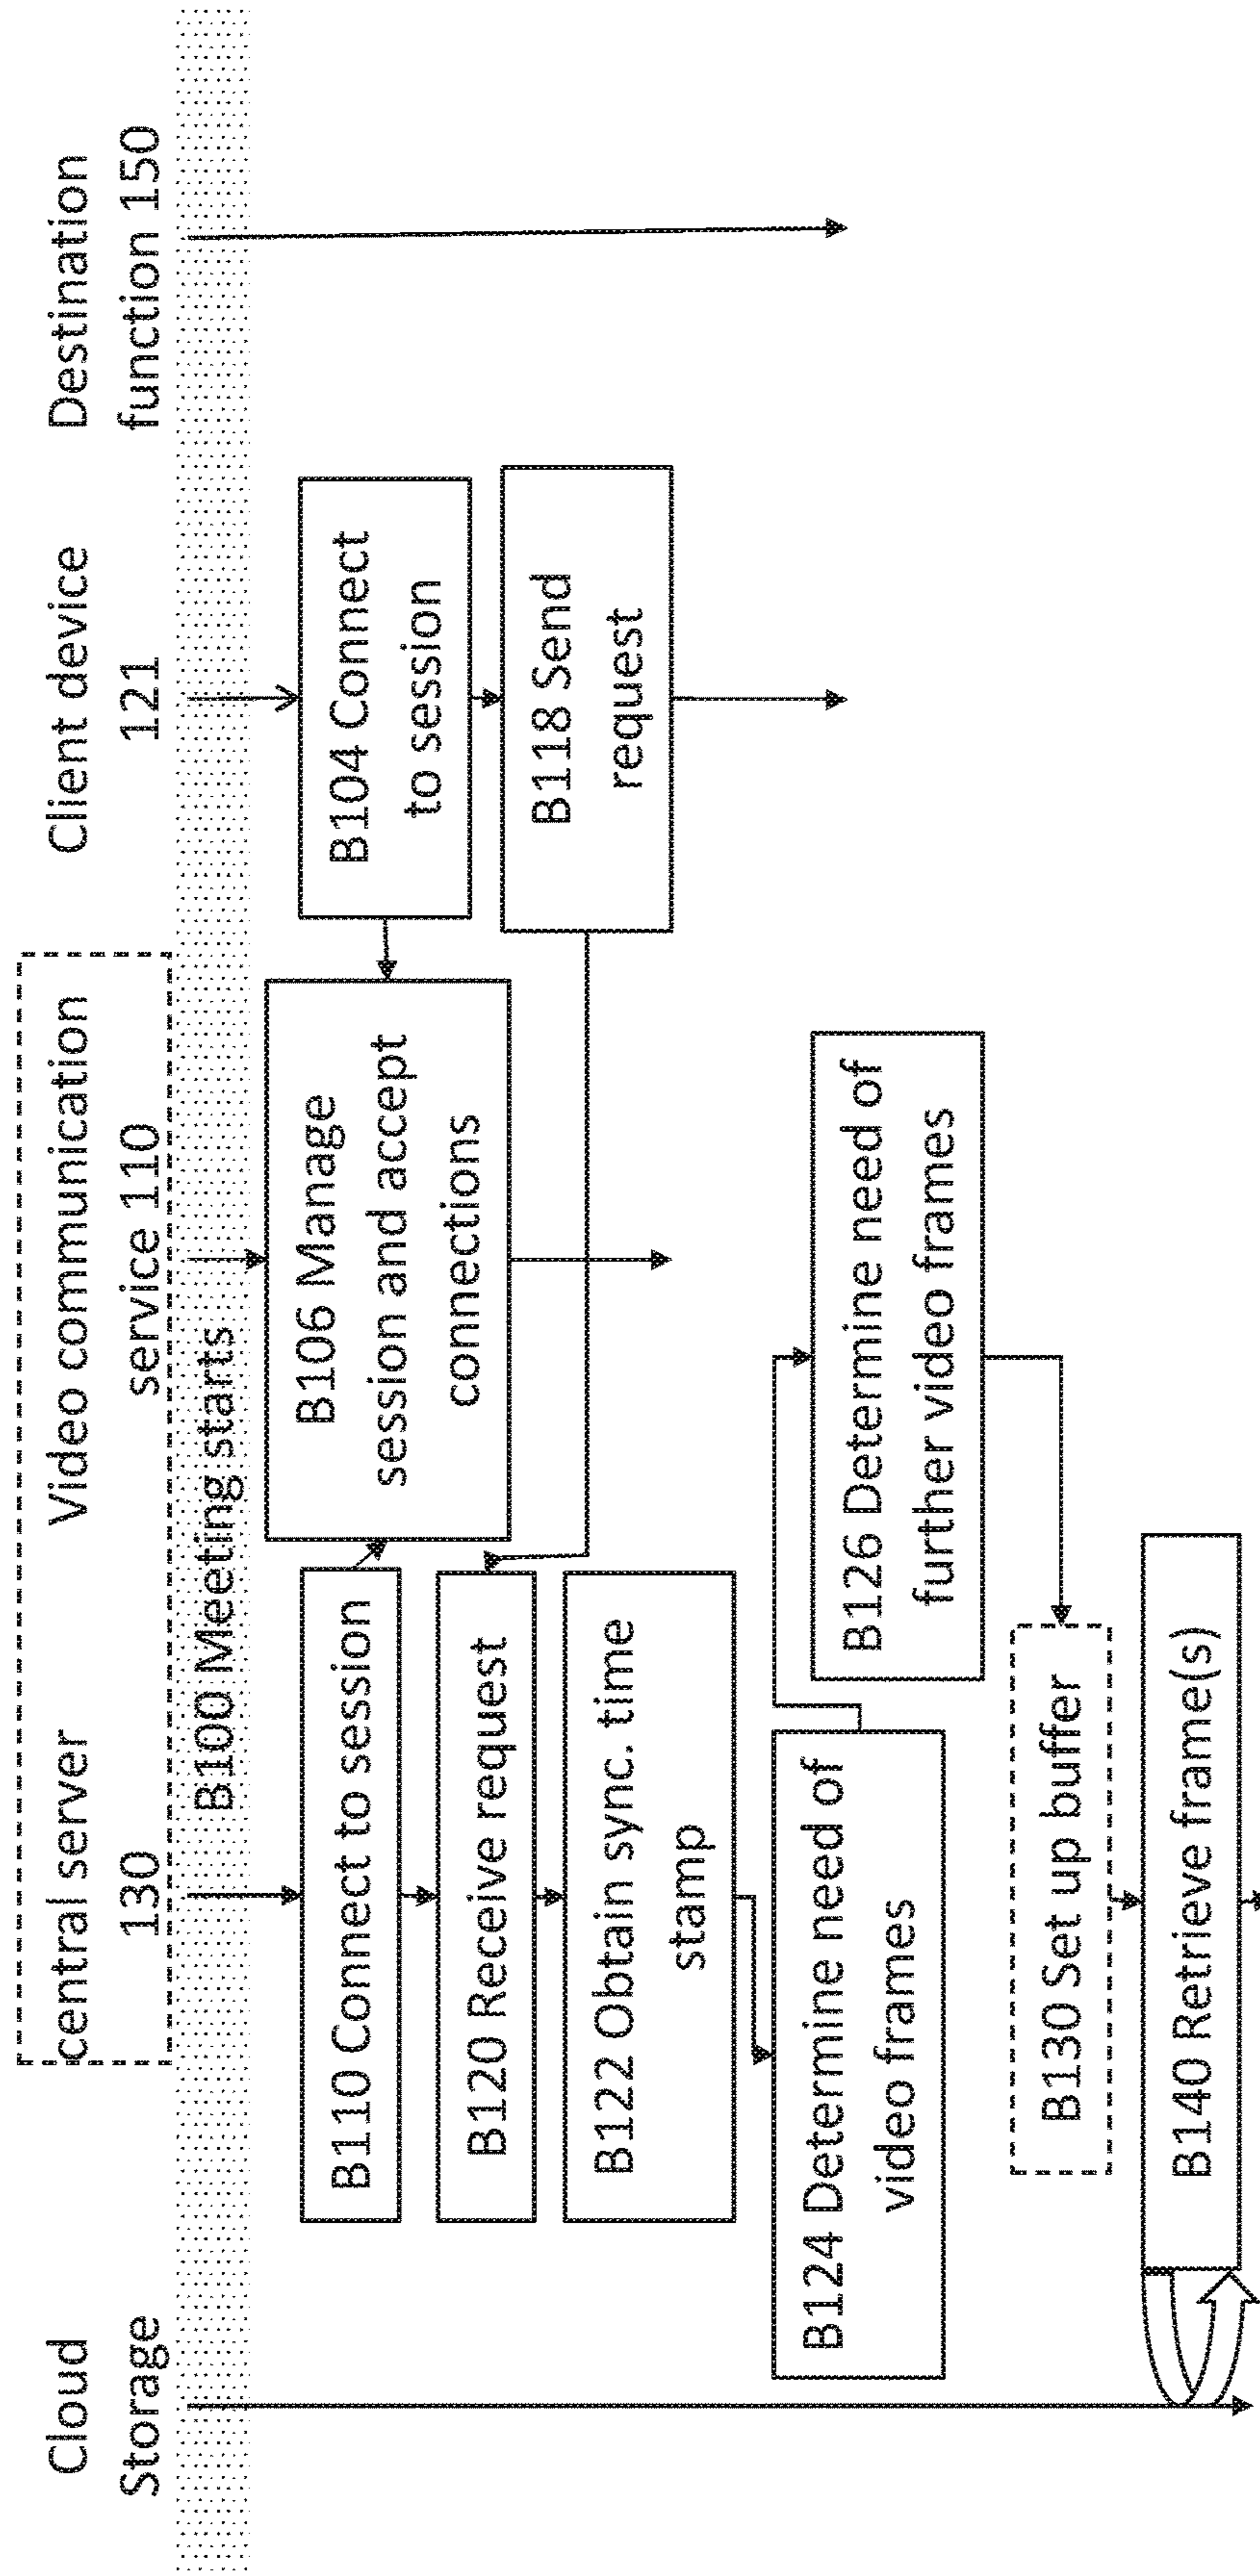 Cloud
Storage
central server
130
Video communication
service 110
Client device
121
Destination
function 150
B100 Meeting starts
B110 Connect to session
B106 Manage
session and accept
connections
B104 Connect
to session
B120 Receive request
B118 Send
request
B122 Obtain sync. time
stamp
B124 Determine need of
video frames
B126 Determine need of
further video frames
B130 Set up buffer
B140 Retrieve frame(s)